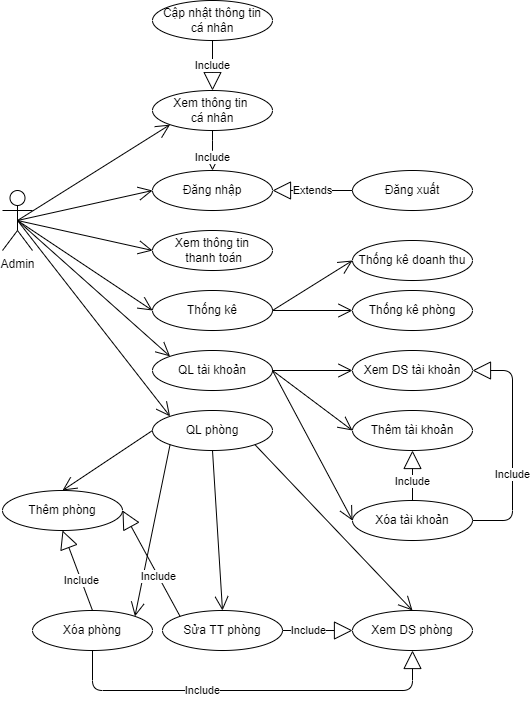 Cập nhật thông tin
cá nhân
Include
Xem thông tin
cá nhân
Include
Đăng nhập
Extends
Đăng xuất
Admin
Xem thông tin
thanh toán
Thống kê doanh thu
Thống kê
Thống kê phòng
QL tài khoản
Xem DS tài khoản
QL phòng
Thêm tài khoản
Include
Include
Thêm phòng
Xóa tài khoản
Include
Include
Xóa phòng
Sửa TT phòng
Include
Xem DS phòng
Include